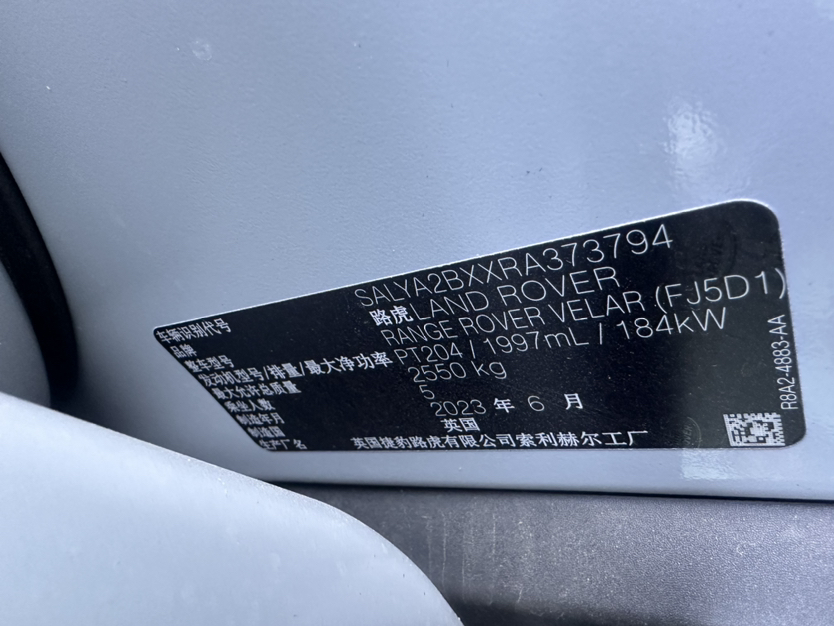 车辆识别代号 SALYA2BXXRA373794
品牌 路虎LAND ROVER
整车型号 RANGE ROVER VELAR (FJ5D1)
发动机型号/排量/最大净功率 PT204 / 1997mL / 184kW
最大允许总质量 2550 kg
乘坐人数 5
制造年月 2023 年 6 月
制造国 英国
生产厂名 英国捷豹路虎有限公司索利赫尔工厂
R8A2-4883-AA